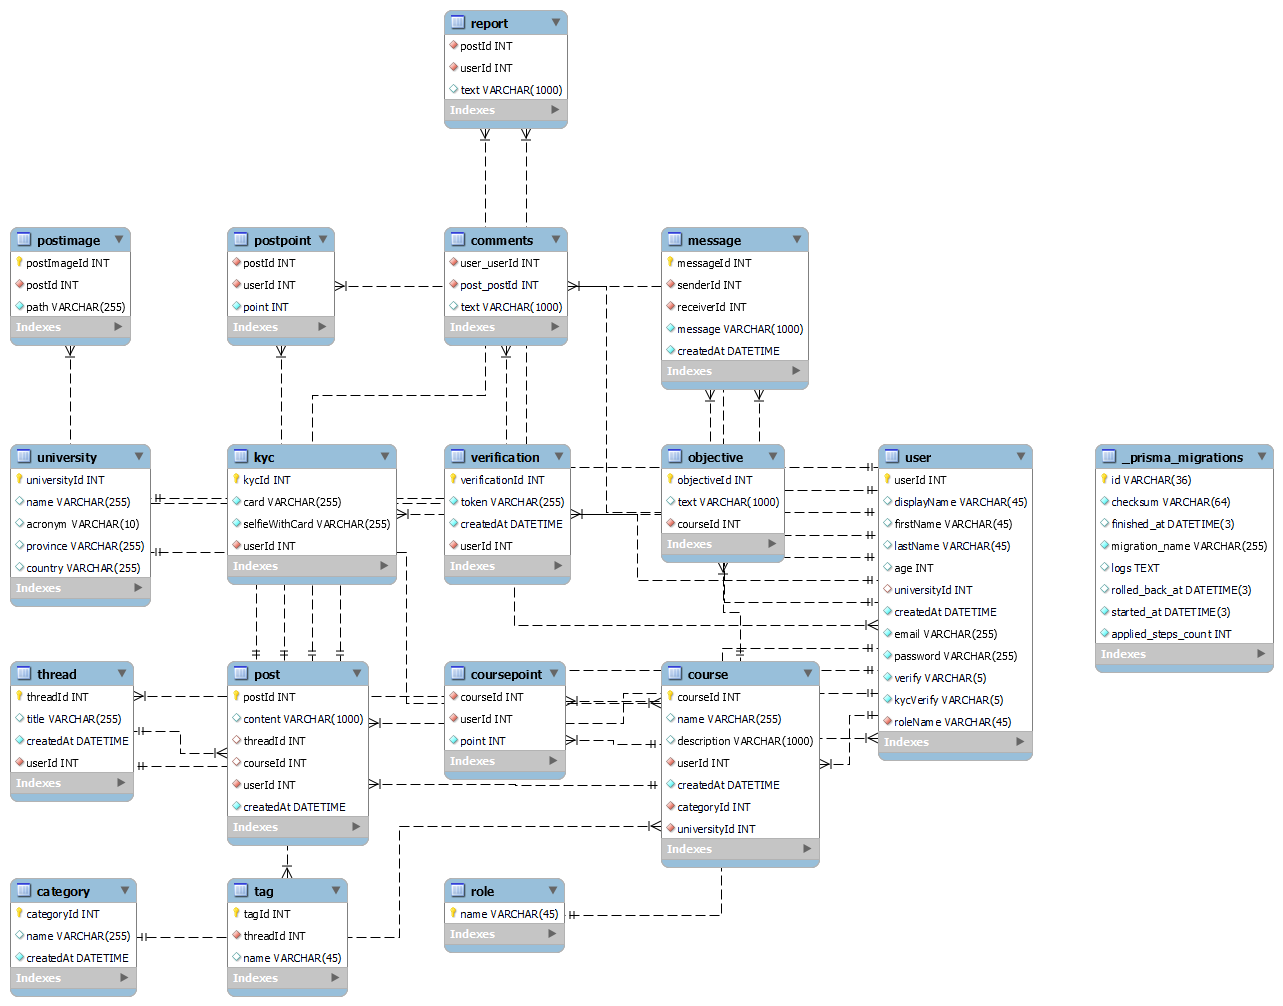 report
postId INT
userId INT
text VARCHAR(1000)
Indexes
postimage
postImageId INT
postId INT
path VARCHAR(255)
Indexes
postpoint
postId INT
userId INT
point INT
Indexes
comments
user_userId INT
post_postId INT
text VARCHAR(1000)
Indexes
message
messageId INT
senderId INT
receiverId INT
message VARCHAR(1000)
createdAt DATETIME
Indexes
university
universityId INT
name VARCHAR(255)
acronym VARCHAR(10)
province VARCHAR(255)
country VARCHAR(255)
Indexes
kyc
kycId INT
card VARCHAR(255)
selfieWithCard VARCHAR(255)
userId INT
Indexes
verification
verificationId INT
token VARCHAR(255)
createdAt DATETIME
userId INT
Indexes
objective
objectiveId INT
text VARCHAR(1000)
courseId INT
Indexes
user
userId INT
displayName VARCHAR(45)
firstName VARCHAR(45)
lastName VARCHAR(45)
age INT
universityId INT
createdAt DATETIME
email VARCHAR(255)
password VARCHAR(255)
verify VARCHAR(5)
kycVerify VARCHAR(5)
roleName VARCHAR(45)
Indexes
_prisma_migrations
id VARCHAR(36)
checksum VARCHAR(64)
finished_at DATETIME(3)
migration_name VARCHAR(255)
logs TEXT
rolled_back_at DATETIME(3)
started_at DATETIME(3)
applied_steps_count INT
Indexes
thread
threadId INT
title VARCHAR(255)
createdAt DATETIME
userId INT
Indexes
post
postId INT
content VARCHAR(1000)
threadId INT
courseId INT
userId INT
createdAt DATETIME
Indexes
coursepoint
courseId INT
userId INT
point INT
Indexes
course
courseId INT
name VARCHAR(255)
description VARCHAR(1000)
userId INT
createdAt DATETIME
categoryId INT
universityId INT
Indexes
category
categoryId INT
name VARCHAR(255)
createdAt DATETIME
Indexes
tag
tagId INT
threadId INT
name VARCHAR(45)
Indexes
role
name VARCHAR(45)
Indexes